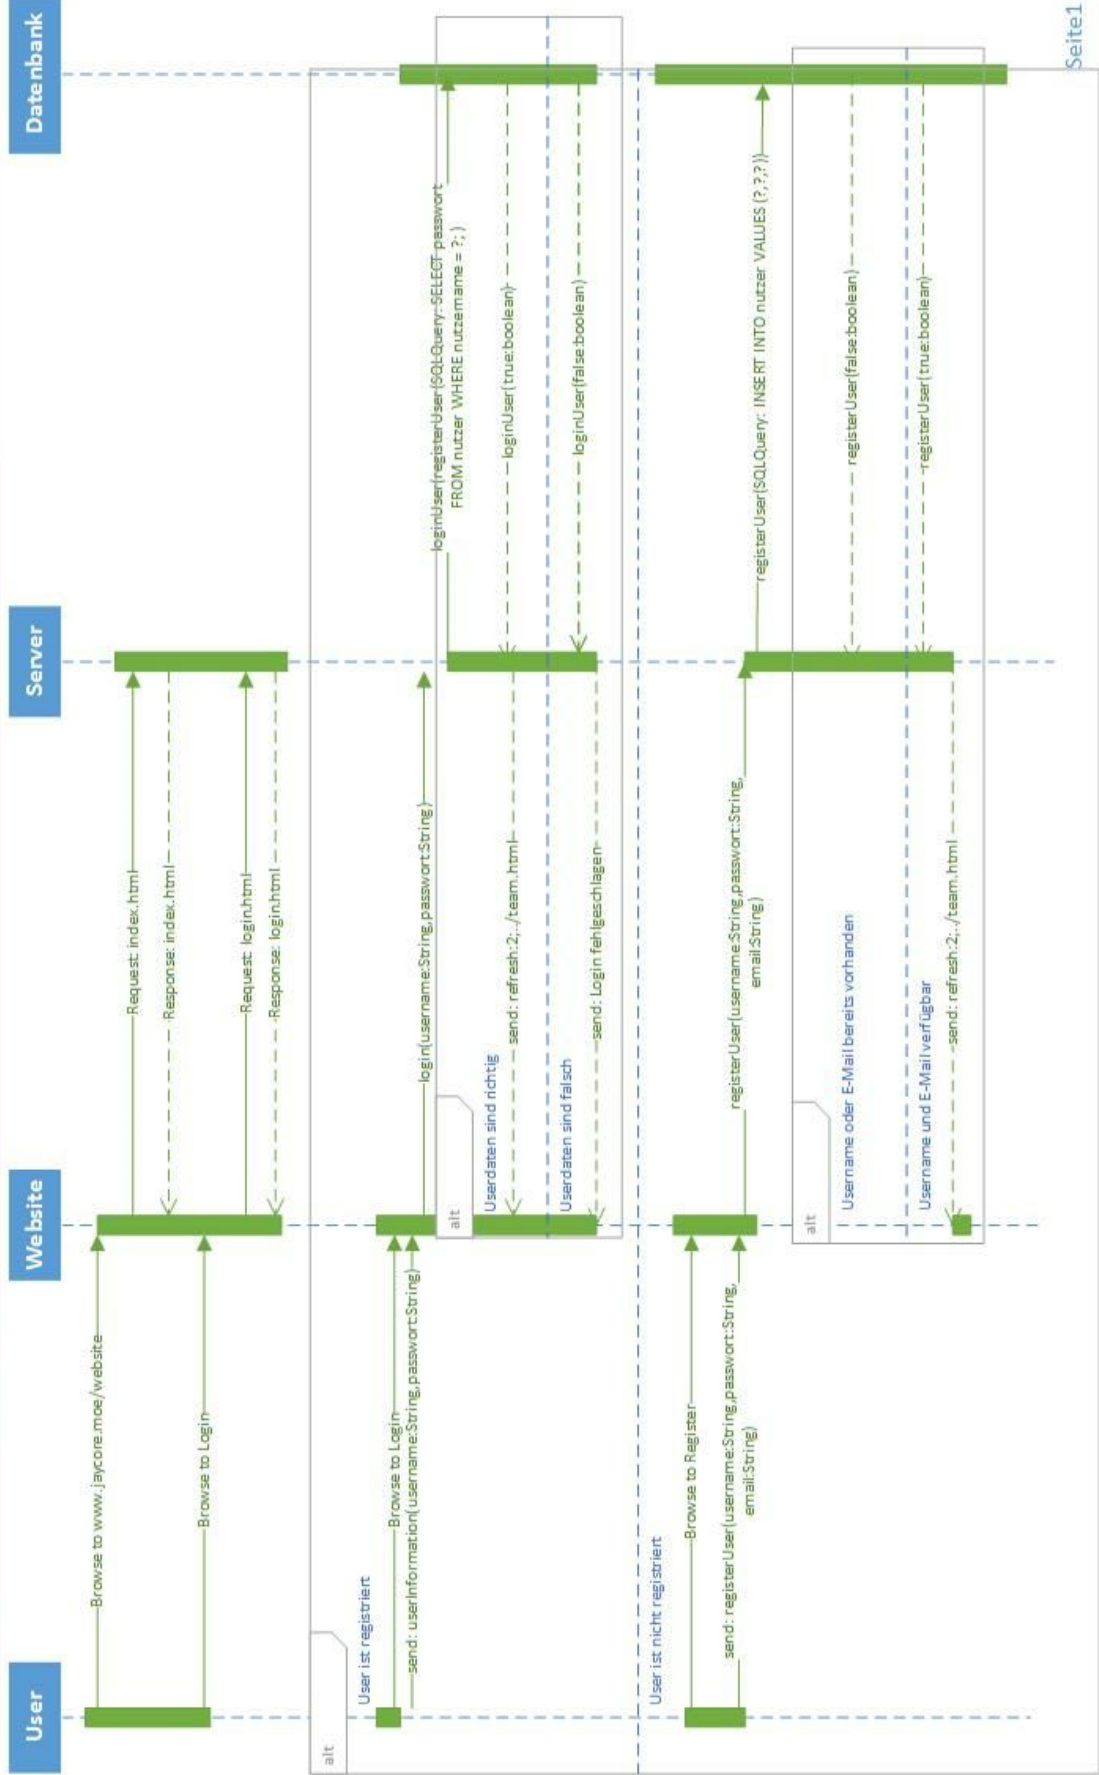 User
Website
Server
Datenbank
Browse to www.jaycore.moe/website
Request: index.html
Response: index.html
Browse to Login
Request: login.html
Response: login.html
alt
User ist registriert
Browse to Login
send: userInformation(username:String,passwort:String)
login(username:String,passwort:String)
loginUser(registerUser(SQLQuery: SELECT passwort
FROM nutzer WHERE nutzername = ?; )
alt
Userdaten sind richtig
loginUser(true:boolean)
send: refresh:2;../team.html
Userdaten sind falsch
loginUser(false:boolean)
send: Login fehlgeschlagen
User ist nicht registriert
Browse to Register
send: registerUser(username:String,passwort:String,
email:String)
registerUser(username:String,passwort:String,
email:String)
registerUser(SQLQuery: INSERT INTO nutzer VALUES (?,?,?))
alt
Username oder E-Mail bereits vorhanden
registerUser(false:boolean)
Username und E-Mail verfügbar
registerUser(true:boolean)
send: refresh:2;../team.html
Seite1